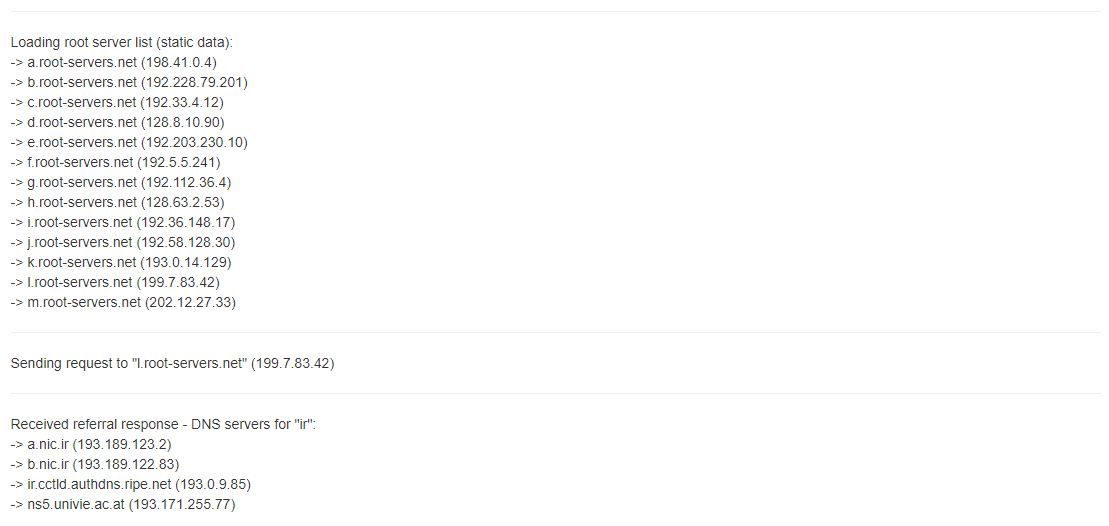 Loading root server list (static data):
-> a.root-servers.net (198.41.0.4)
-> b.root-servers.net (192.228.79.201)
-> c.root-servers.net (192.33.4.12)
-> d.root-servers.net (128.8.10.90)
-> e.root-servers.net (192.203.230.10)
-> f.root-servers.net (192.5.5.241)
-> g.root-servers.net (192.112.36.4)
-> h.root-servers.net (128.63.2.53)
-> i.root-servers.net (192.36.148.17)
-> j.root-servers.net (192.58.128.30)
-> k.root-servers.net (193.0.14.129)
-> l.root-servers.net (199.7.83.42)
-> m.root-servers.net (202.12.27.33)
Sending request to "l.root-servers.net" (199.7.83.42)
Received referral response - DNS servers for "ir":
-> a.nic.ir (193.189.123.2)
-> b.nic.ir (193.189.122.83)
-> ir.cctld.authdns.ripe.net (193.0.9.85)
-> ns5.univie.ac.at (193.171.255.77)